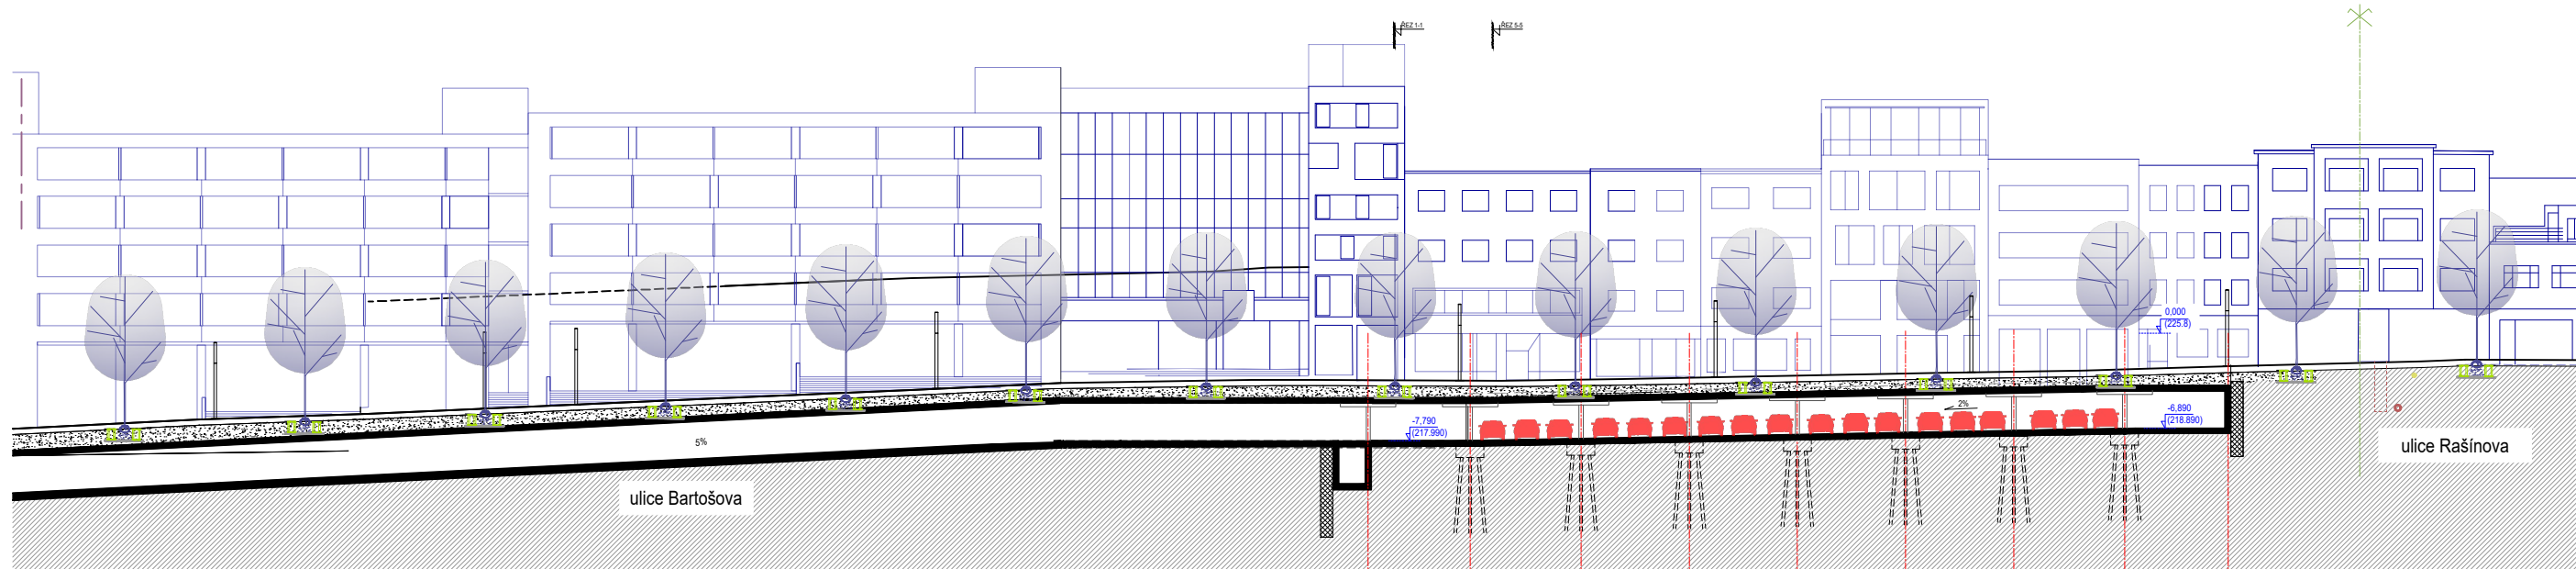 ŘEZ 1-1
ŘEZ 5-5
0,000
(225.8)
2%
-7,790
(217.990)
-6,890
(218.890)
5%
ulice Rašínova
ulice Bartošova